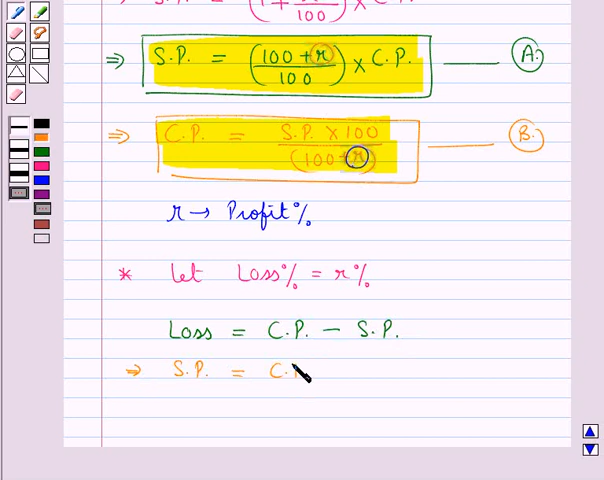 ⇒ S.P. = (100 + r / 100) × C.P. —— (A.)
⇒ C.P. = S.P. × 100 / (100 + r) —— (B.)
r → Profit%
* let Loss% = r%
Loss = C.P. − S.P.
⇒ S.P. = C.